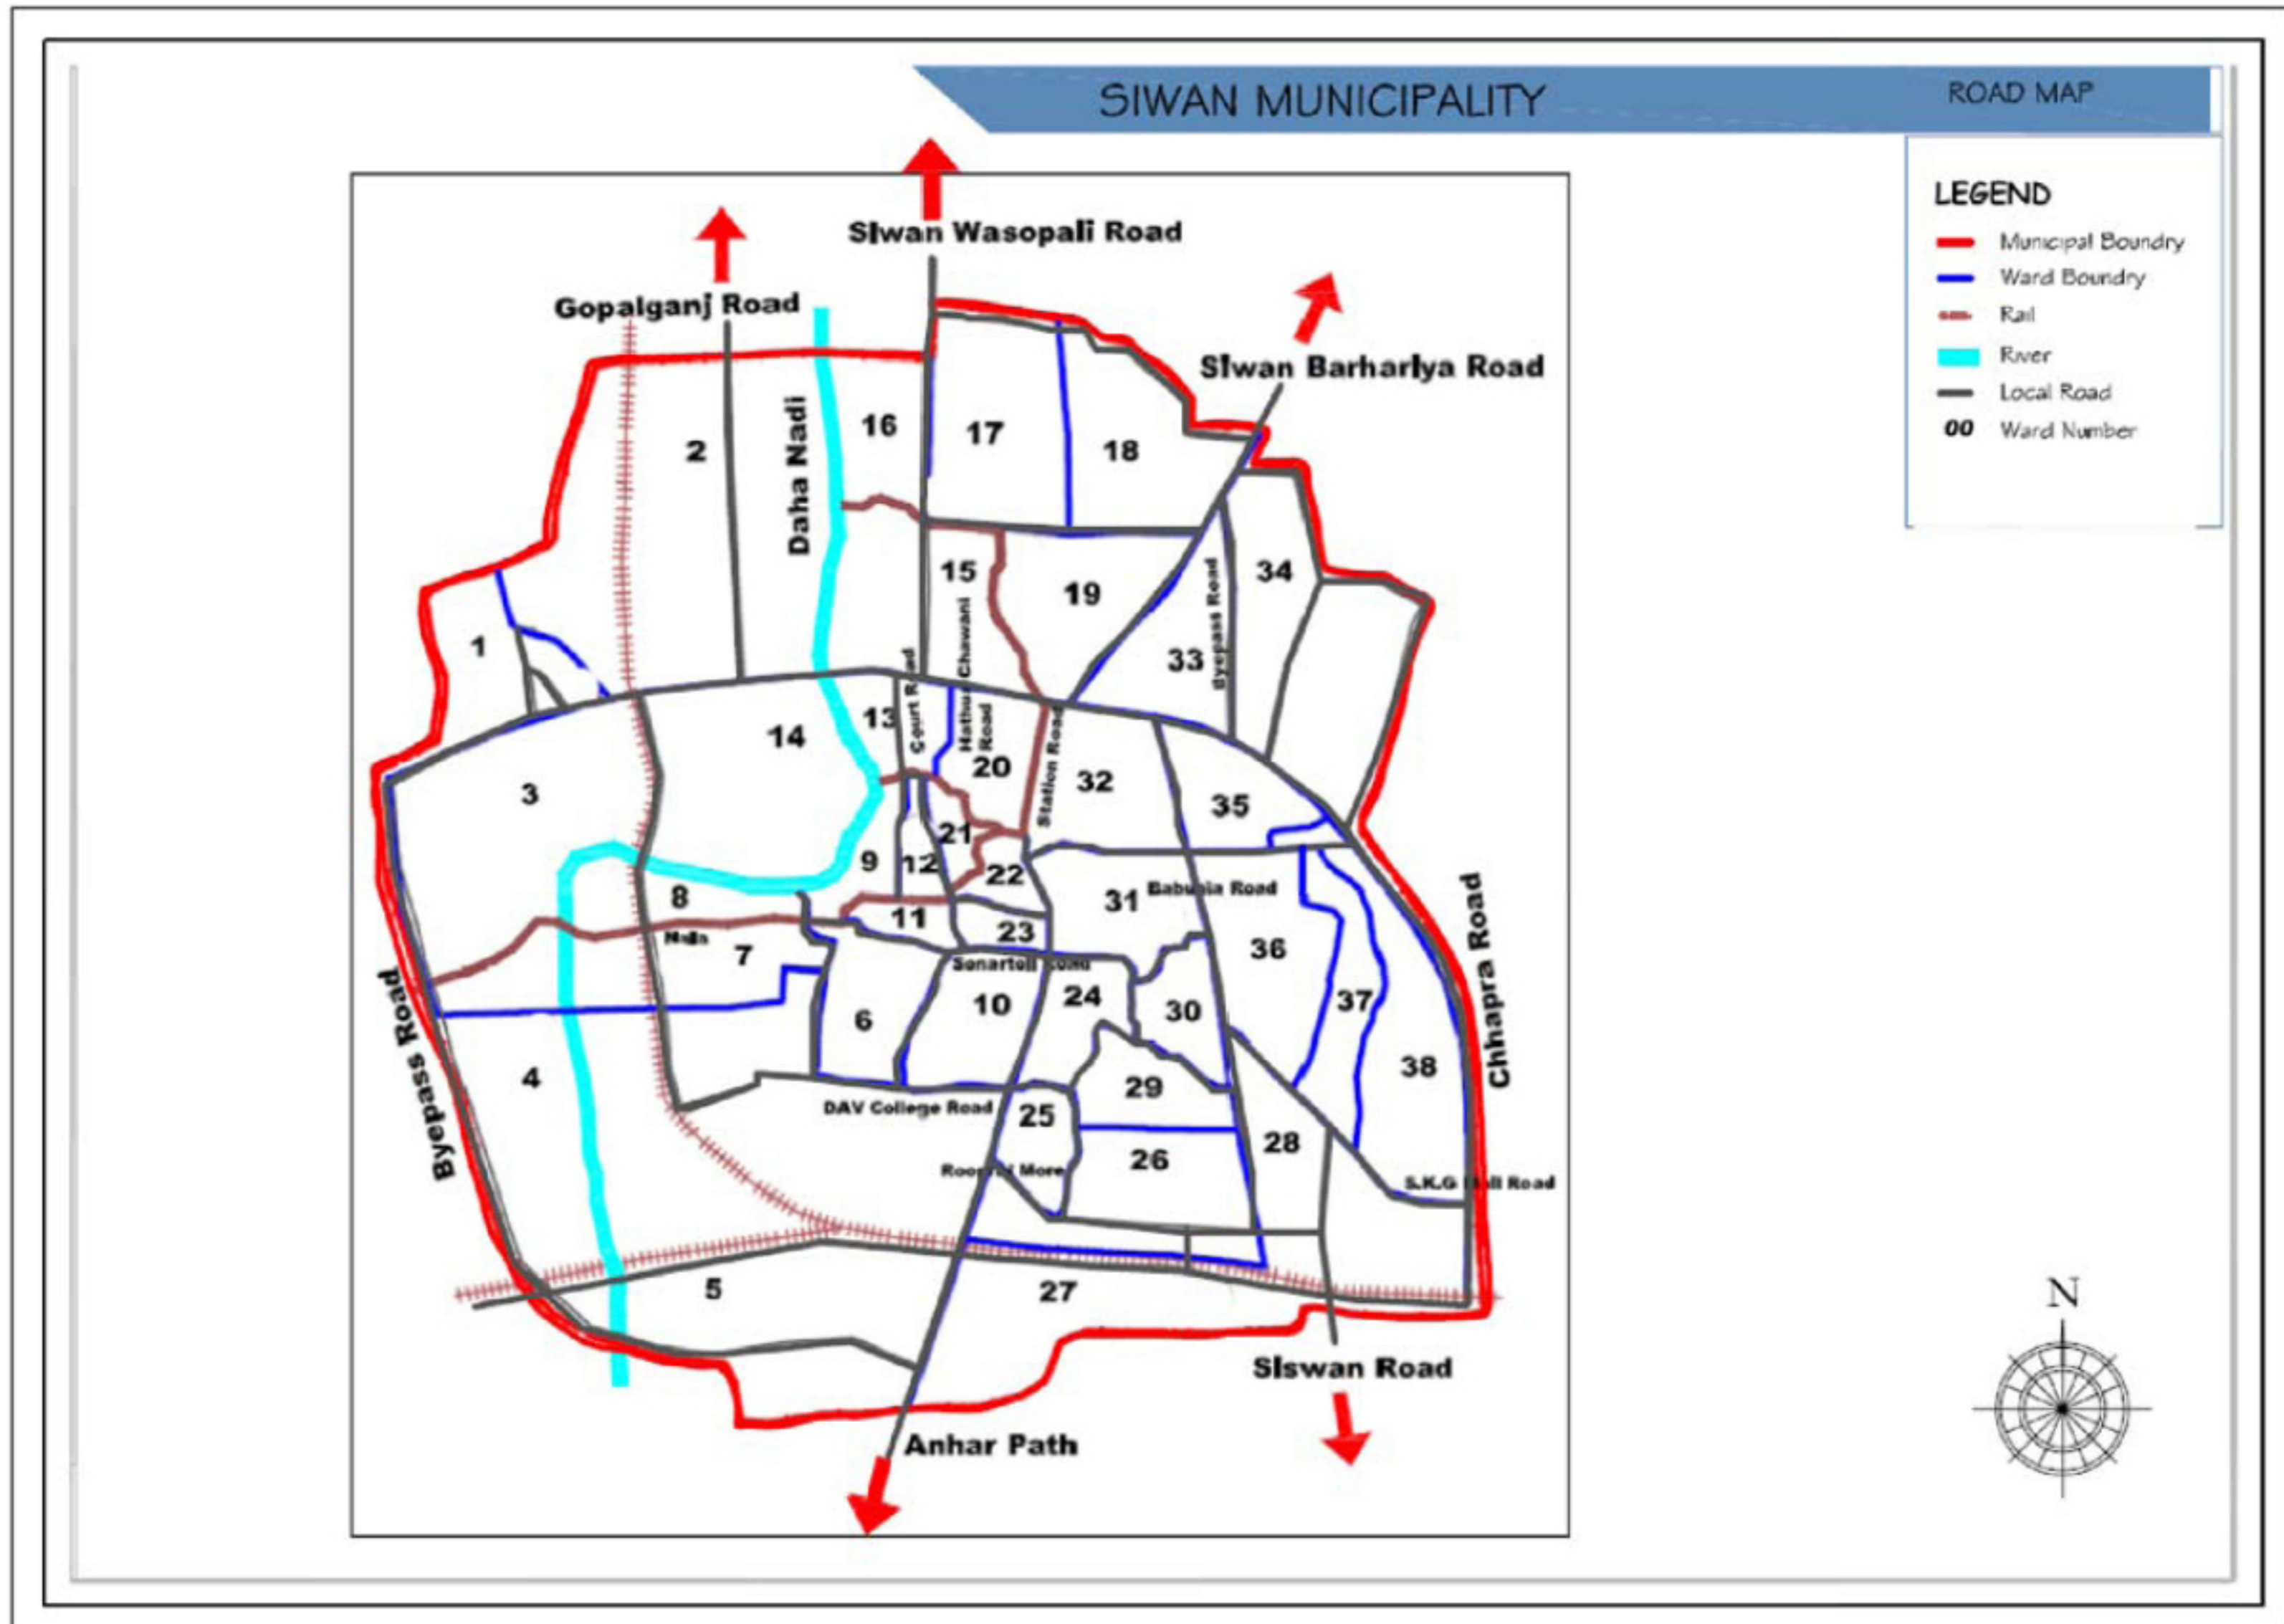 SIWAN MUNICIPALITY
ROAD MAP
LEGEND
Municipal Boundry
Ward Boundry
Rail
River
Local Road
00 Ward Number
Siwan Wasopali Road
Gopalganj Road
Siwan Barhariya Road
Daha Nadi
16
17
18
2
15
19
34
Byepass Road
1
33
Court Road
Hathua Chawani
Road
13
14
20
Station Road
32
3
35
21
9
12
22
8
Babunia Road
31
11
23
Nalla
7
Sonartoli Road
36
10
24
30
37
6
Byepass Road
4
38
Chhapra Road
29
DAV College Road
25
28
26
More
S.K.G Road
5
27
Siswan Road
Anhar Path
N